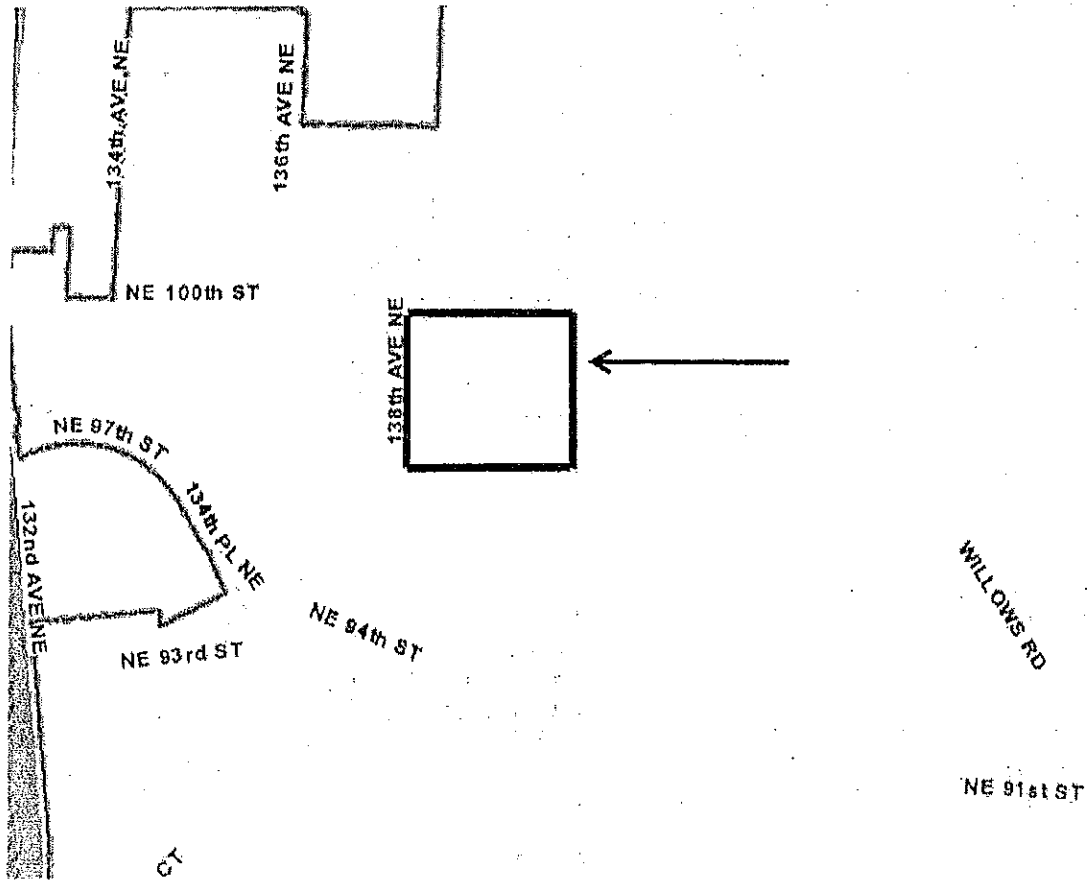 134th AVE NE
136th AVE NE
NE 100th ST
138th AVE NE
NE 97th ST
134th PL NE
132nd AVE NE
NE 94th ST
NE 93rd ST
WILLOWS RD
NE 91st ST
CT